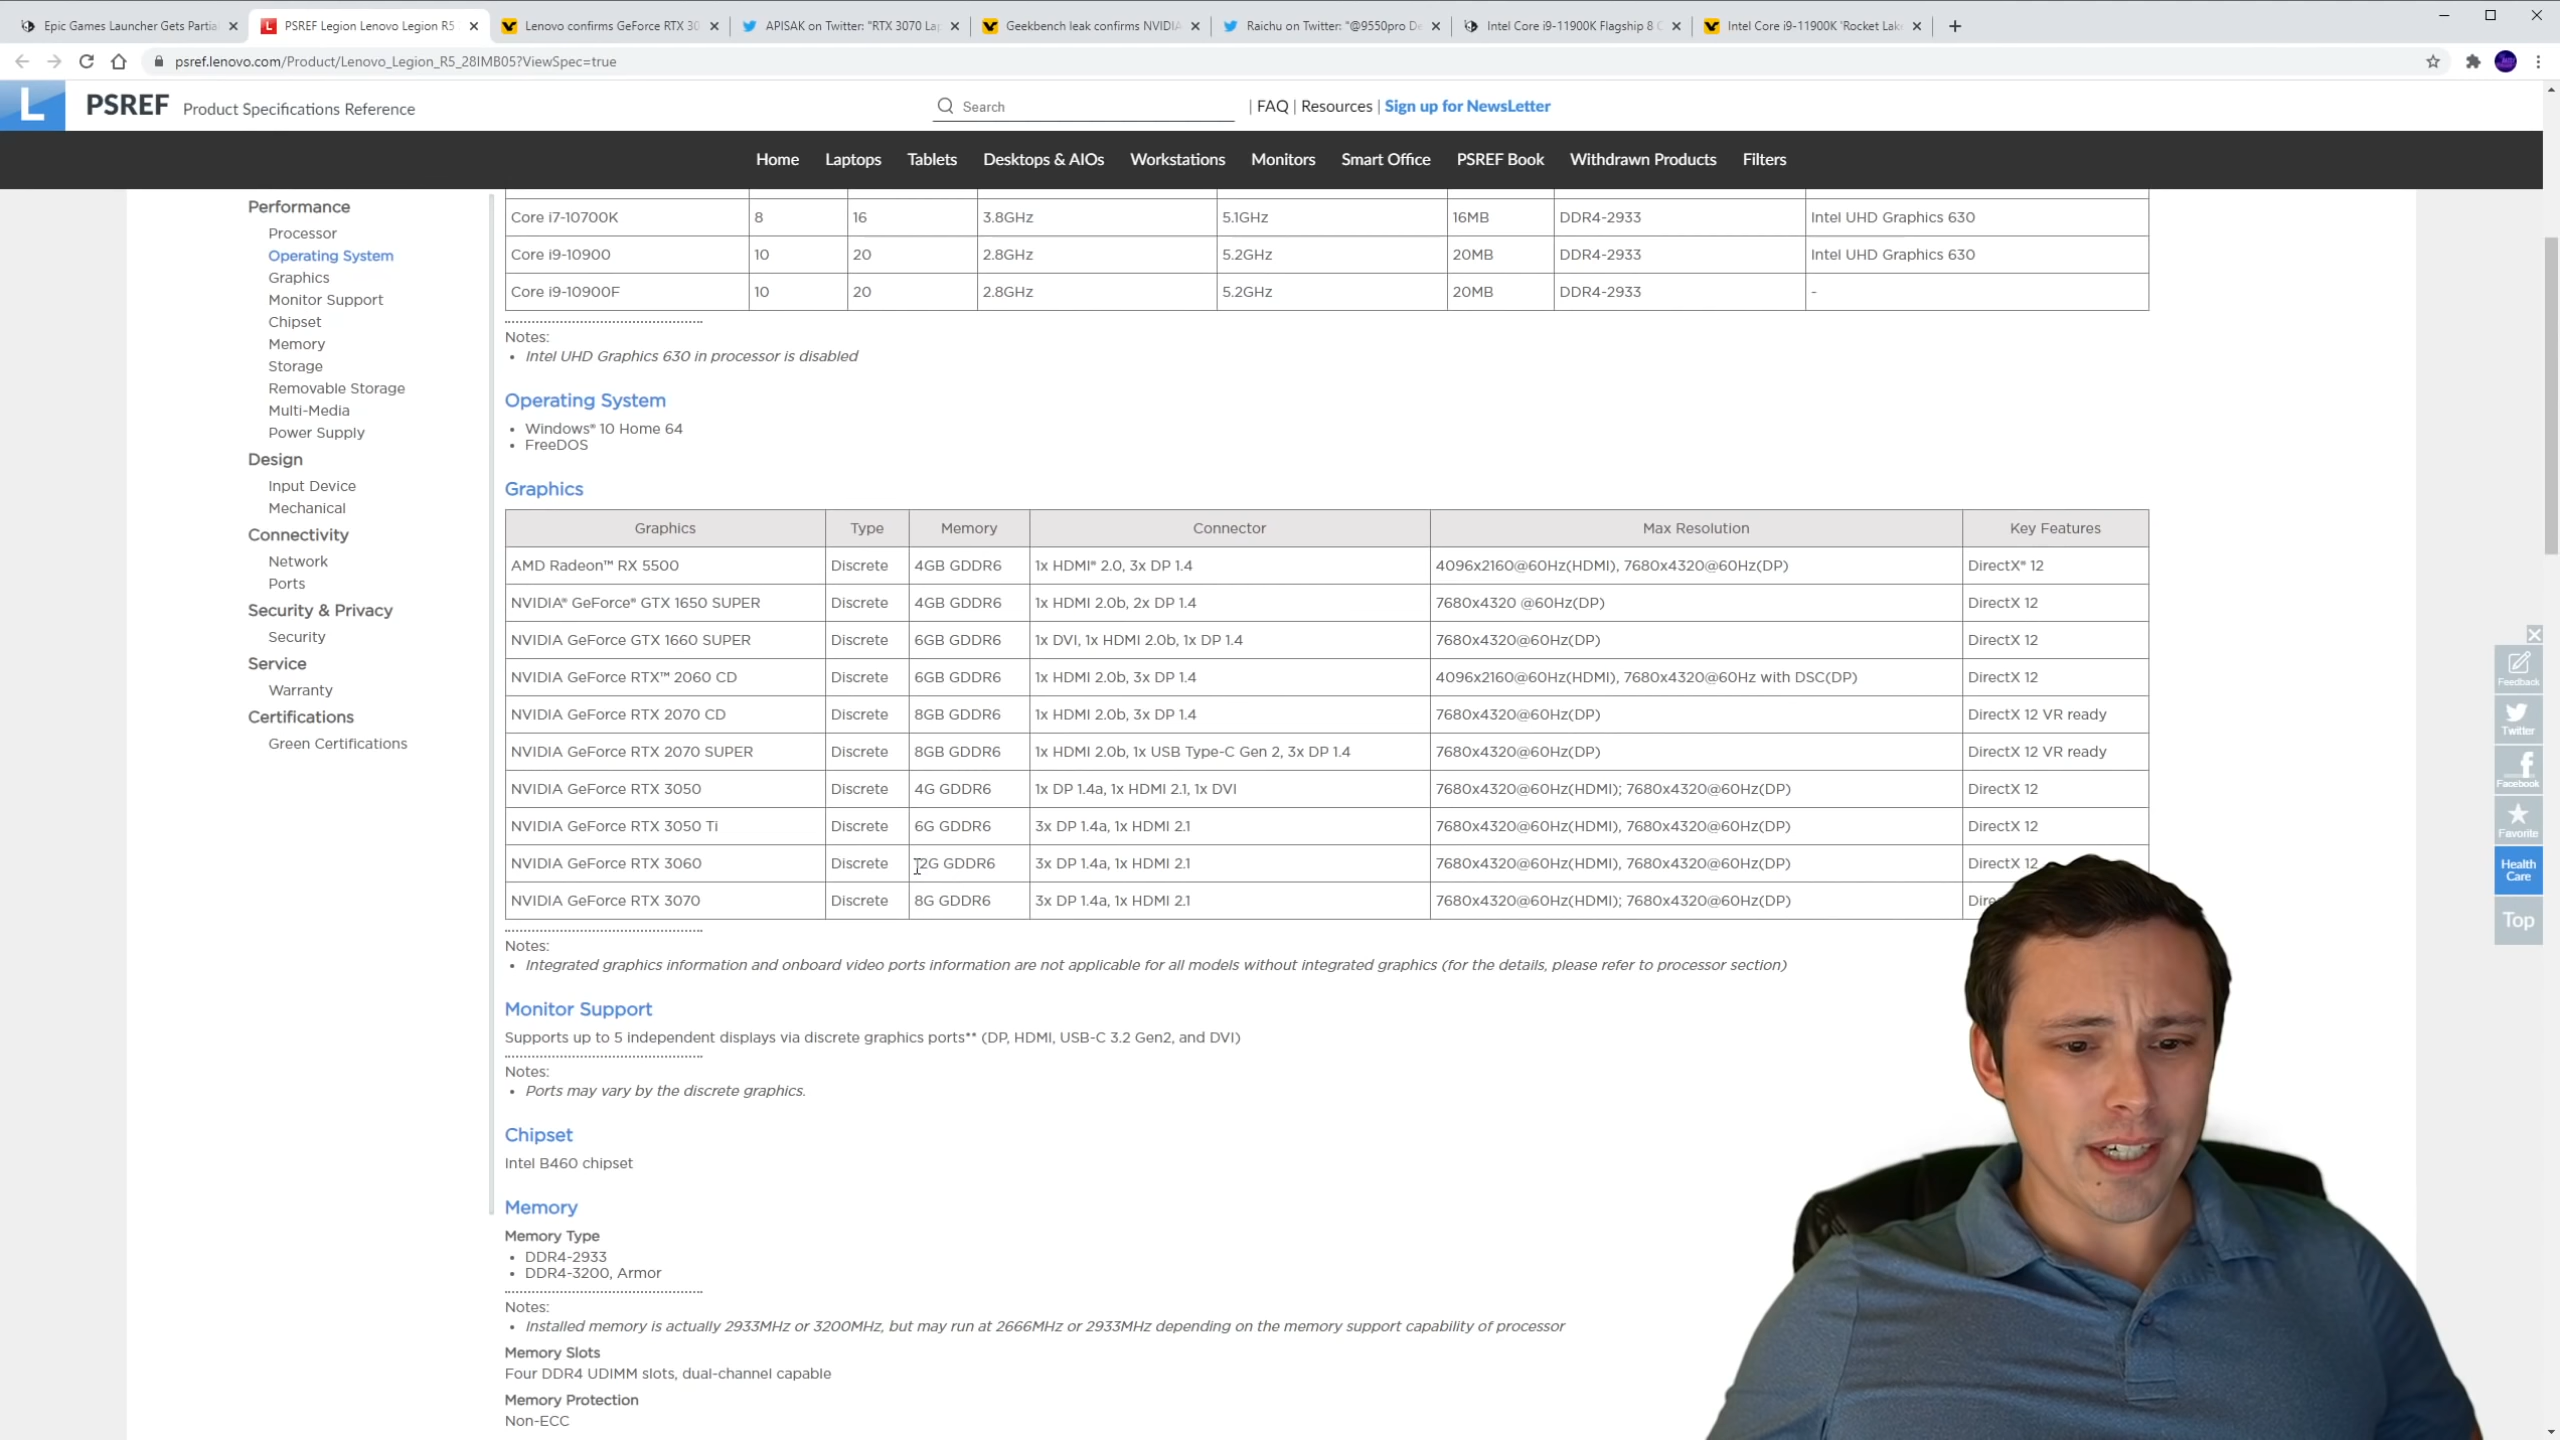 Epic Games Launcher Gets Partia
PSREF Legion Lenovo Legion R5
Lenovo confirms GeForce RTX 30
APISAK on Twitter: "RTX 3070 La
Geekbench leak confirms NVIDIA
Raichu on Twitter: "@9550pro De
Intel Core i9-11900K Flagship 8 C
Intel Core i9-11900K "Rocket Lake
psref.lenovo.com/Product/Lenovo_Legion_R5_28IMB05?ViewSpec=true
L PSREF Product Specifications Reference
Search
| FAQ | Resources | Sign up for NewsLetter
Home Laptops Tablets Desktops & AIOs Workstations Monitors Smart Office PSREF Book Withdrawn Products Filters
Performance
Processor
Operating System
Graphics
Monitor Support
Chipset
Memory
Storage
Removable Storage
Multi-Media
Power Supply
Design
Input Device
Mechanical
Connectivity
Network
Ports
Security & Privacy
Security
Service
Warranty
Certifications
Green Certifications
Core i7-10700K 8 16 3.8GHz 5.1GHz 16MB DDR4-2933 Intel UHD Graphics 630
Core i9-10900 10 20 2.8GHz 5.2GHz 20MB DDR4-2933 Intel UHD Graphics 630
Core i9-10900F 10 20 2.8GHz 5.2GHz 20MB DDR4-2933 -
Notes:
• Intel UHD Graphics 630 in processor is disabled
Operating System
• Windows® 10 Home 64
• FreeDOS
Graphics
Graphics Type Memory Connector Max Resolution Key Features
AMD Radeon™ RX 5500 Discrete 4GB GDDR6 1x HDMI® 2.0, 3x DP 1.4 4096x2160@60Hz(HDMI), 7680x4320@60Hz(DP) DirectX® 12
NVIDIA® GeForce® GTX 1650 SUPER Discrete 4GB GDDR6 1x HDMI 2.0b, 2x DP 1.4 7680x4320 @60Hz(DP) DirectX 12
NVIDIA GeForce GTX 1660 SUPER Discrete 6GB GDDR6 1x DVI, 1x HDMI 2.0b, 1x DP 1.4 7680x4320@60Hz(DP) DirectX 12
NVIDIA GeForce RTX™ 2060 CD Discrete 6GB GDDR6 1x HDMI 2.0b, 3x DP 1.4 4096x2160@60Hz(HDMI), 7680x4320@60Hz with DSC(DP) DirectX 12
NVIDIA GeForce RTX 2070 CD Discrete 8GB GDDR6 1x HDMI 2.0b, 3x DP 1.4 7680x4320@60Hz(DP) DirectX 12 VR ready
NVIDIA GeForce RTX 2070 SUPER Discrete 8GB GDDR6 1x HDMI 2.0b, 1x USB Type-C Gen 2, 3x DP 1.4 7680x4320@60Hz(DP) DirectX 12 VR ready
NVIDIA GeForce RTX 3050 Discrete 4G GDDR6 1x DP 1.4a, 1x HDMI 2.1, 1x DVI 7680x4320@60Hz(HDMI); 7680x4320@60Hz(DP) DirectX 12
NVIDIA GeForce RTX 3050 Ti Discrete 6G GDDR6 3x DP 1.4a, 1x HDMI 2.1 7680x4320@60Hz(HDMI), 7680x4320@60Hz(DP) DirectX 12
NVIDIA GeForce RTX 3060 Discrete 12G GDDR6 3x DP 1.4a, 1x HDMI 2.1 7680x4320@60Hz(HDMI), 7680x4320@60Hz(DP) DirectX 12
NVIDIA GeForce RTX 3070 Discrete 8G GDDR6 3x DP 1.4a, 1x HDMI 2.1 7680x4320@60Hz(HDMI); 7680x4320@60Hz(DP)
Notes:
• Integrated graphics information and onboard video ports information are not applicable for all models without integrated graphics (for the details, please refer to processor section)
Monitor Support
Supports up to 5 independent displays via discrete graphics ports** (DP, HDMI, USB-C 3.2 Gen2, and DVI)
Notes:
• Ports may vary by the discrete graphics.
Chipset
Intel B460 chipset
Memory
Memory Type
• DDR4-2933
• DDR4-3200, Armor
Notes:
• Installed memory is actually 2933MHz or 3200MHz, but may run at 2666MHz or 2933MHz depending on the memory support capability of processor
Memory Slots
Four DDR4 UDIMM slots, dual-channel capable
Memory Protection
Non-ECC
Feedback
Twitter
Facebook
Favorite
Health
Care
Top